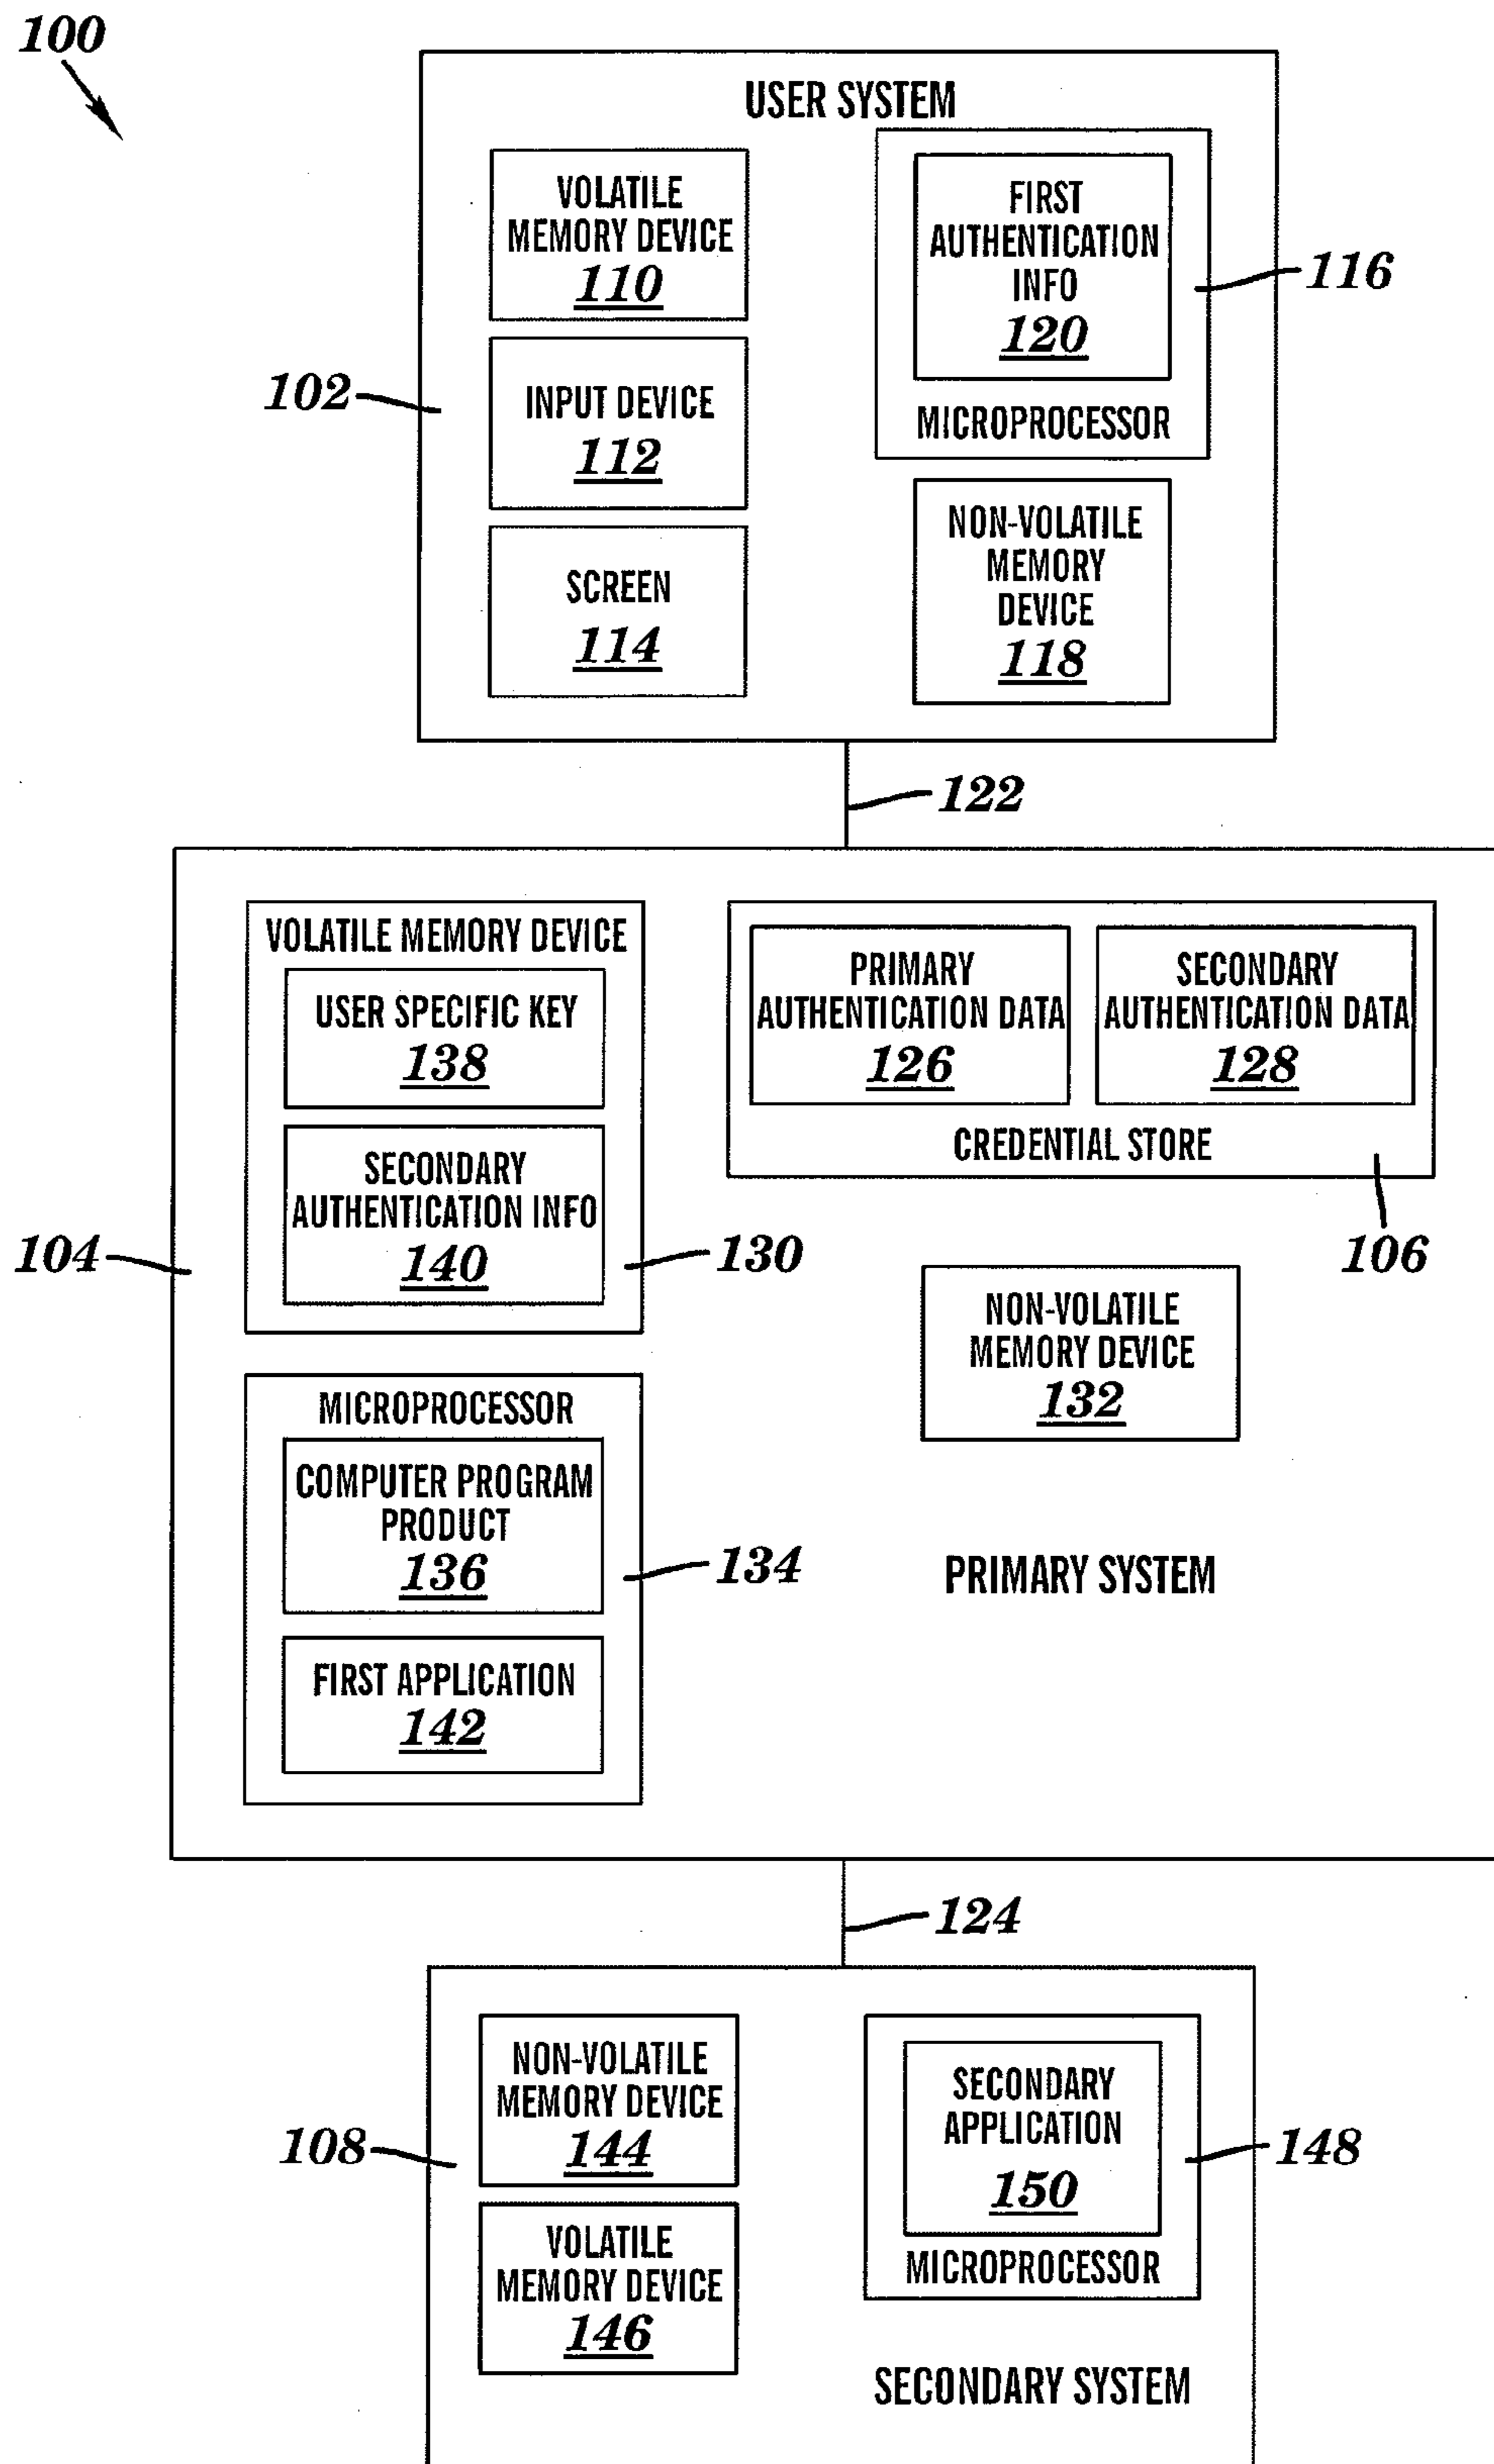 100
USER SYSTEM
VOLATILE
MEMORY DEVICE
110
INPUT DEVICE
112
SCREEN
114
FIRST
AUTHENTICATION
INFO
120
MICROPROCESSOR
116
NON-VOLATILE
MEMORY
DEVICE
118
102
122
VOLATILE MEMORY DEVICE
USER SPECIFIC KEY
138
SECONDARY
AUTHENTICATION INFO
140
130
PRIMARY
AUTHENTICATION DATA
126
SECONDARY
AUTHENTICATION DATA
128
CREDENTIAL STORE
106
104
NON-VOLATILE
MEMORY DEVICE
132
MICROPROCESSOR
COMPUTER PROGRAM
PRODUCT
136
134
FIRST APPLICATION
142
PRIMARY SYSTEM
124
NON-VOLATILE
MEMORY DEVICE
144
VOLATILE
MEMORY DEVICE
146
108
SECONDARY
APPLICATION
150
MICROPROCESSOR
148
SECONDARY SYSTEM